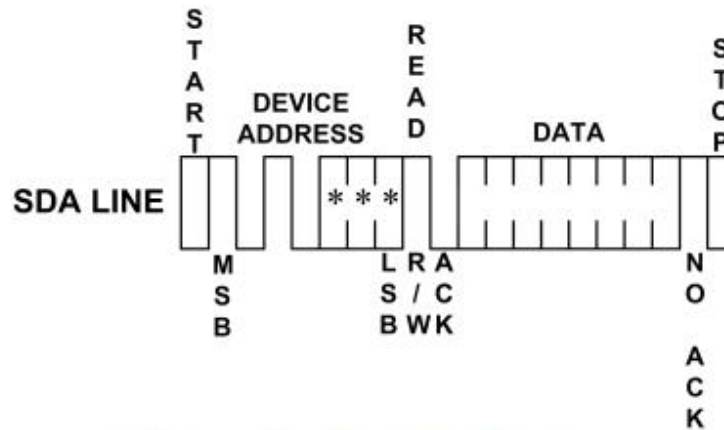 START
READ
STOP
DEVICE
ADDRESS
DATA
SDA LINE
* * *
MSB
LSB
R/W
ACK
NO ACK